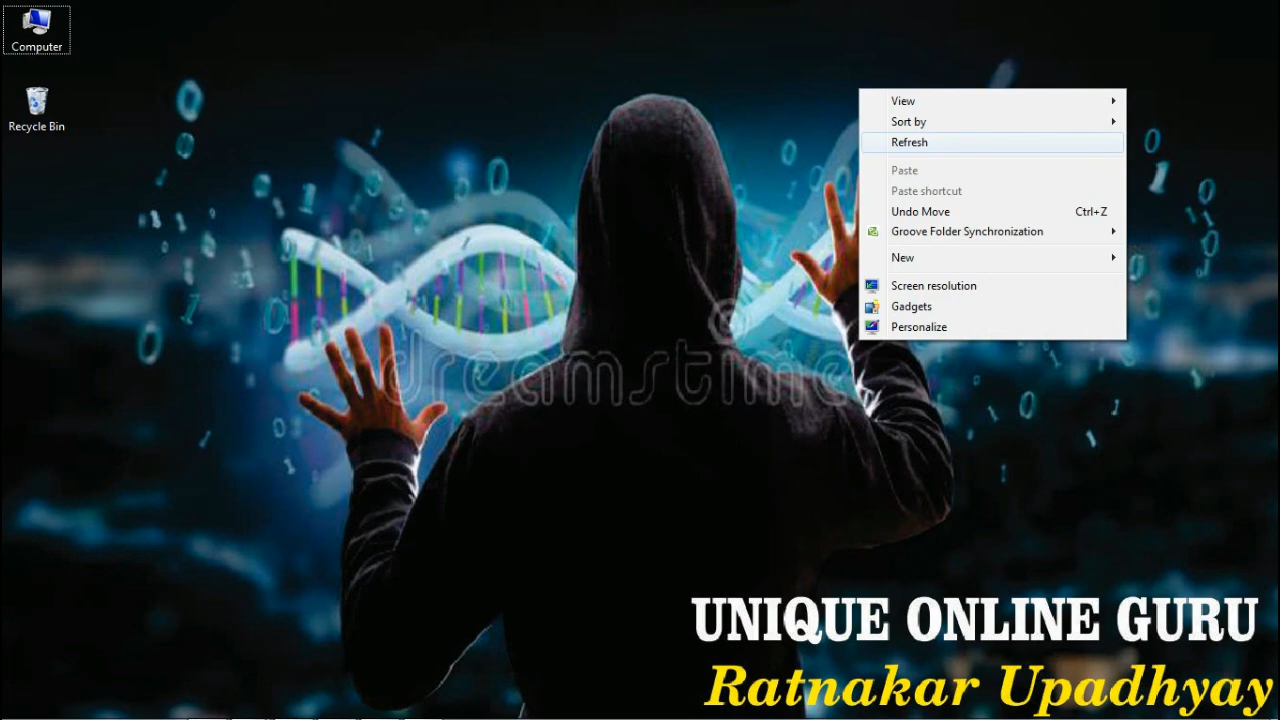 Computer
Recycle Bin
View
Sort by
Refresh
Paste
Paste shortcut
Undo Move Ctrl+Z
Groove Folder Synchronization
New
Screen resolution
Gadgets
Personalize
dreamstime
UNIQUE ONLINE GURU
Ratnakar Upadhyay